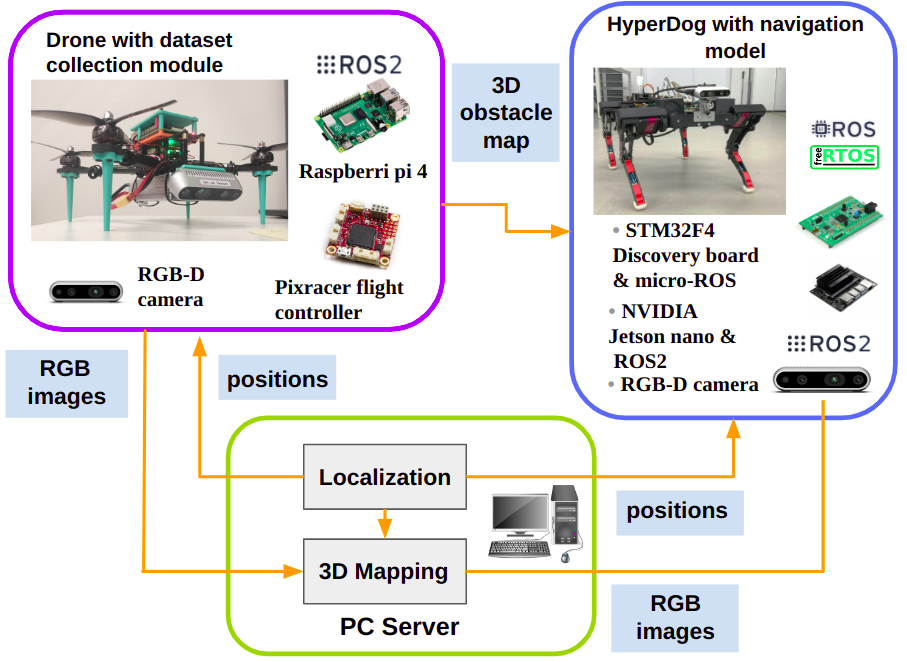 Drone with dataset
collection module
ROS2
Raspberri pi 4
Pixracer flight
controller
RGB-D
camera
3D
obstacle
map
HyperDog with navigation
model
ROS
free
RTOS
• STM32F4
Discovery board
& micro-ROS
• NVIDIA
Jetson nano &
ROS2
• RGB-D camera
ROS2
RGB
images
positions
Localization
3D Mapping
PC Server
positions
RGB
images